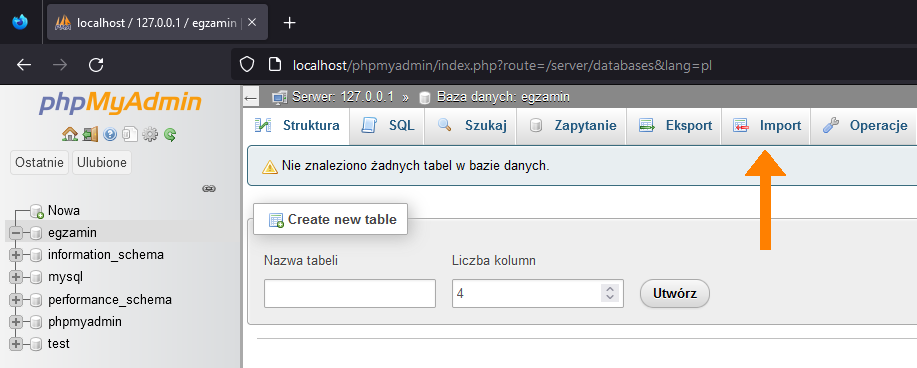 localhost / 127.0.0.1 / egzamin |
localhost/phpmyadmin/index.php?route=/server/databases&lang=pl
phpMyAdmin
Serwer: 127.0.0.1 » Baza danych: egzamin
Struktura SQL Szukaj Zapytanie Eksport Import Operacje
Ostatnie Ulubione
Nie znaleziono żadnych tabel w bazie danych.
Nowa
egzamin
information_schema
mysql
performance_schema
phpmyadmin
test
Create new table
Nazwa tabeli Liczba kolumn
4 Utwórz